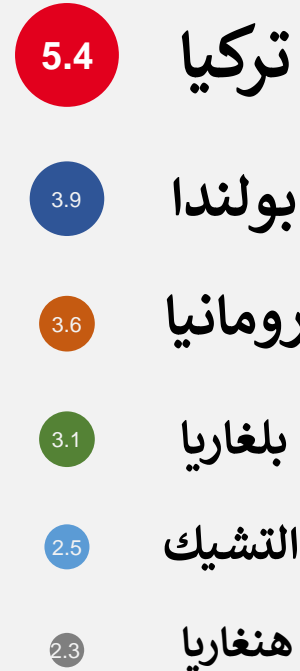 تركيا 5.4
بولندا 3.9
رومانيا 3.6
بلغاريا 3.1
التشيك 2.5
هنغاريا 2.3